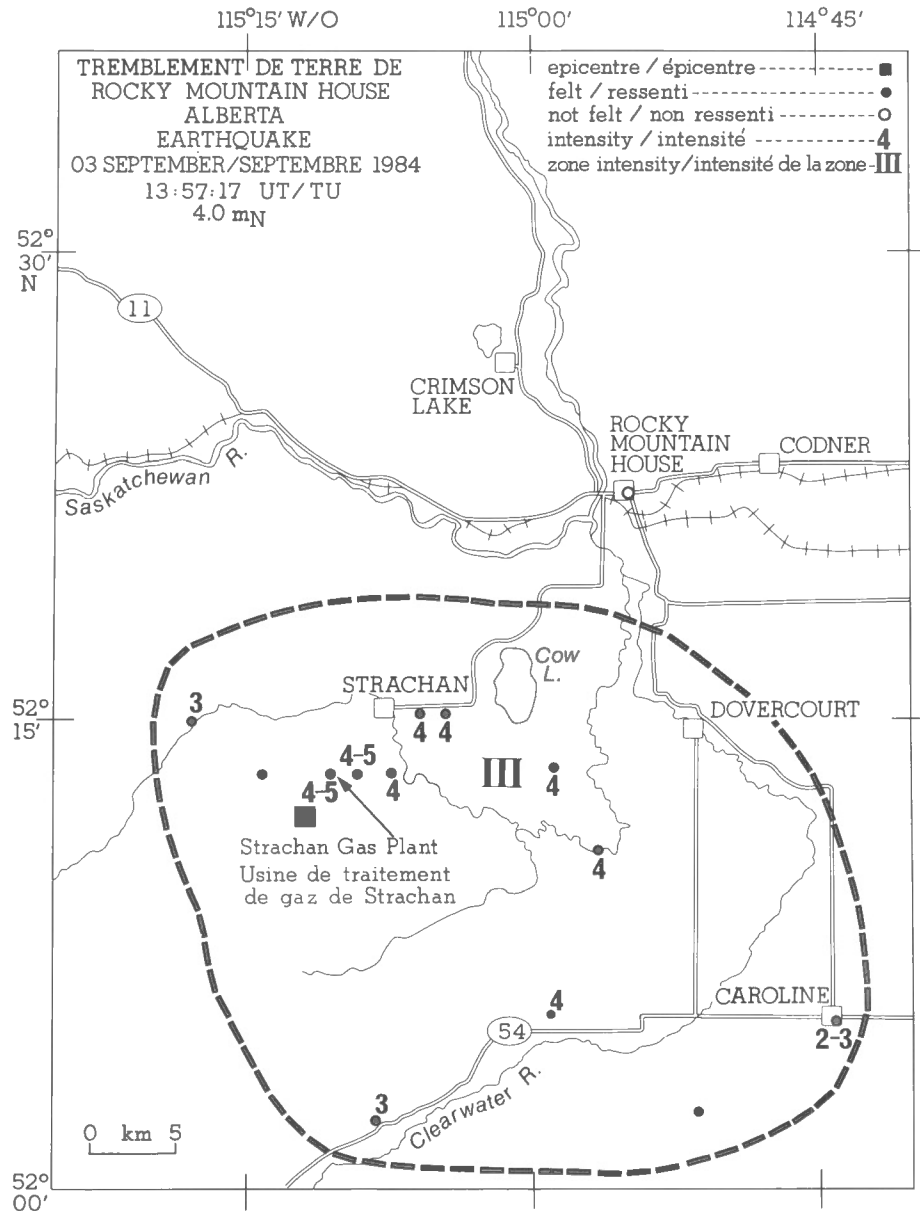 115°15' W/O
115°00'
114°45'
TREMBLEMENT DE TERRE DE
ROCKY MOUNTAIN HOUSE
ALBERTA
EARTHQUAKE
03 SEPTEMBER/SEPTEMBRE 1984
13:57:17 UT/TU
4.0 mN
epicentre / épicentre
felt / ressenti
not felt / non ressenti
intensity / intensité 4
zone intensity/intensité de la zone III
52°
30'
N
11
CRIMSON
LAKE
ROCKY
MOUNTAIN
HOUSE
CODNER
Saskatchewan R.
Cow
L.
STRACHAN
52°
15'
3
4 4
DOVERCOURT
4-5
4-5
4
III
4
Strachan Gas Plant
Usine de traitement
de gaz de Strachan
4
4
CAROLINE
54
2-3
3
Clearwater R.
0 km 5
52°
00'